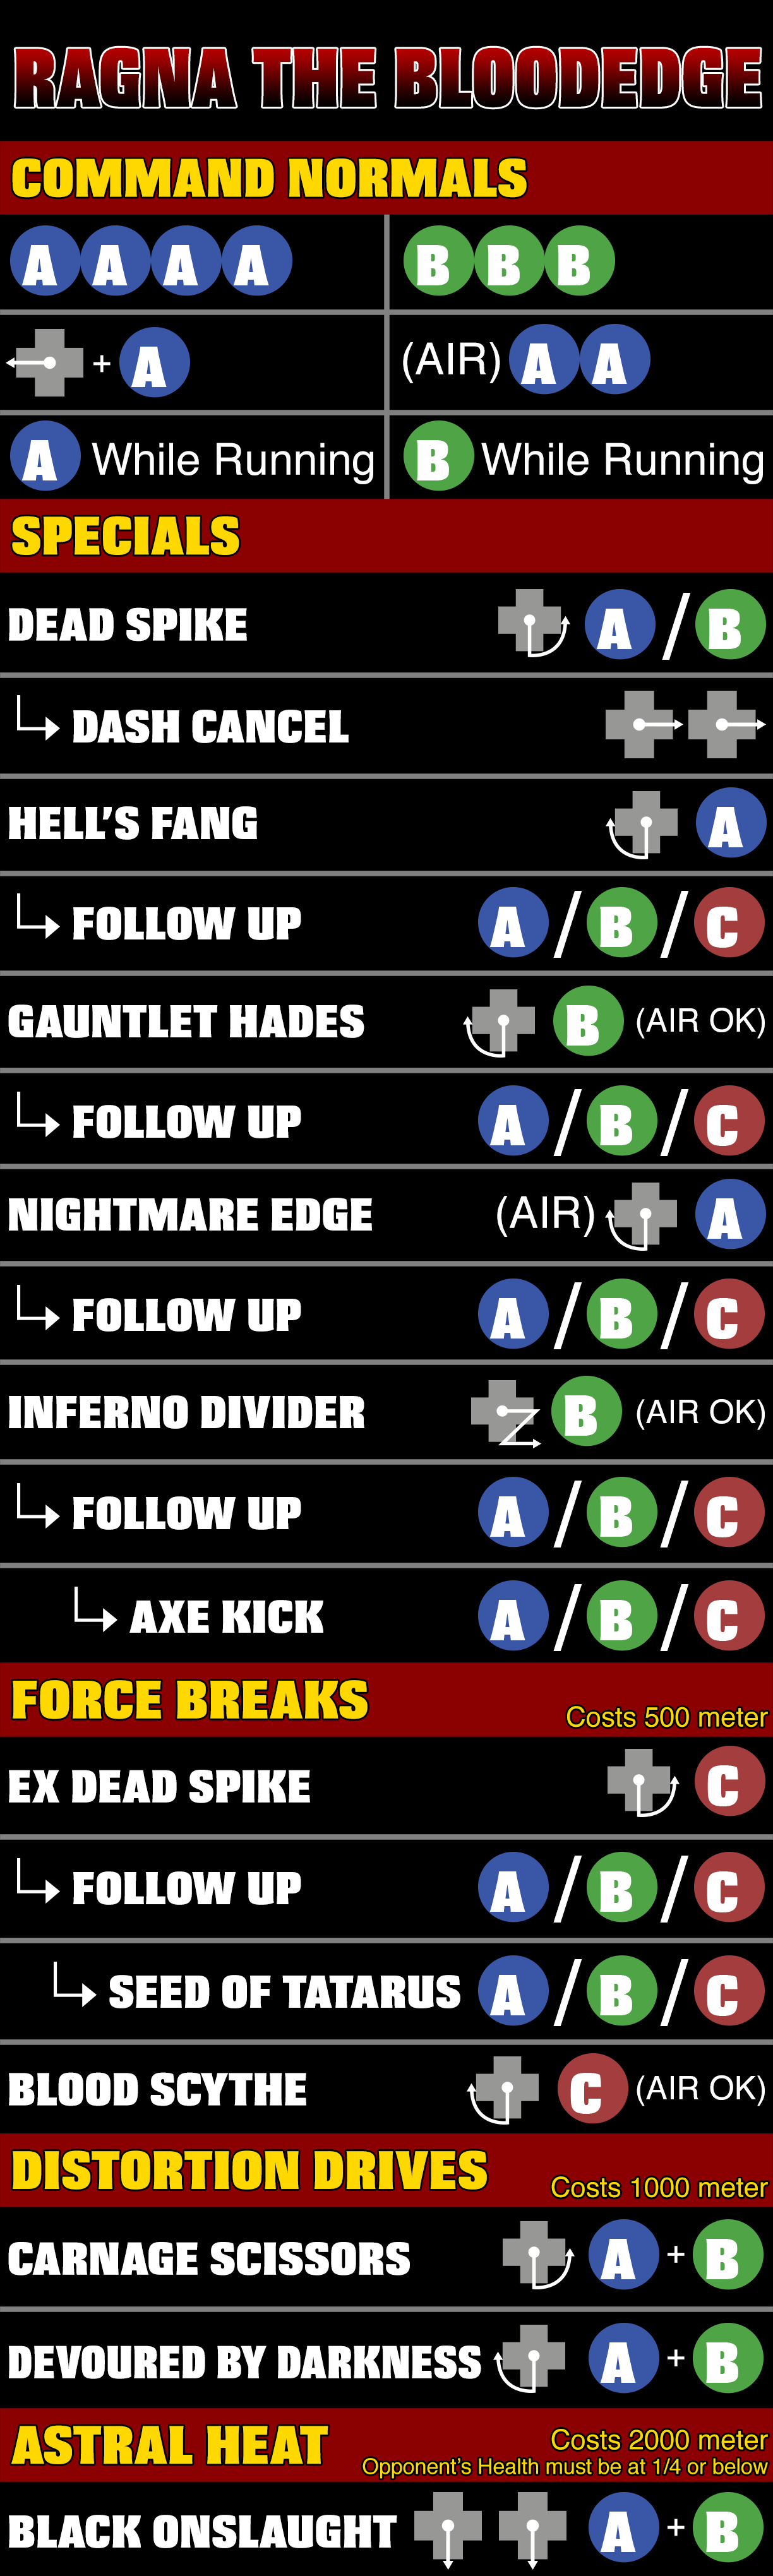 RAGNA THE BLOODEDGE
COMMAND NORMALS
A A A A
B B B
+ A
(AIR) A A
A While Running
B While Running
SPECIALS
DEAD SPIKE A / B
DASH CANCEL
HELL'S FANG A
FOLLOW UP A / B / C
GAUNTLET HADES B (AIR OK)
FOLLOW UP A / B / C
NIGHTMARE EDGE (AIR) A
FOLLOW UP A / B / C
INFERNO DIVIDER B (AIR OK)
FOLLOW UP A / B / C
AXE KICK A / B / C
FORCE BREAKS Costs 500 meter
EX DEAD SPIKE C
FOLLOW UP A / B / C
SEED OF TATARUS A / B / C
BLOOD SCYTHE C (AIR OK)
DISTORTION DRIVES Costs 1000 meter
CARNAGE SCISSORS A + B
DEVOURED BY DARKNESS A + B
ASTRAL HEAT Costs 2000 meter
Opponent's Health must be at 1/4 or below
BLACK ONSLAUGHT A + B